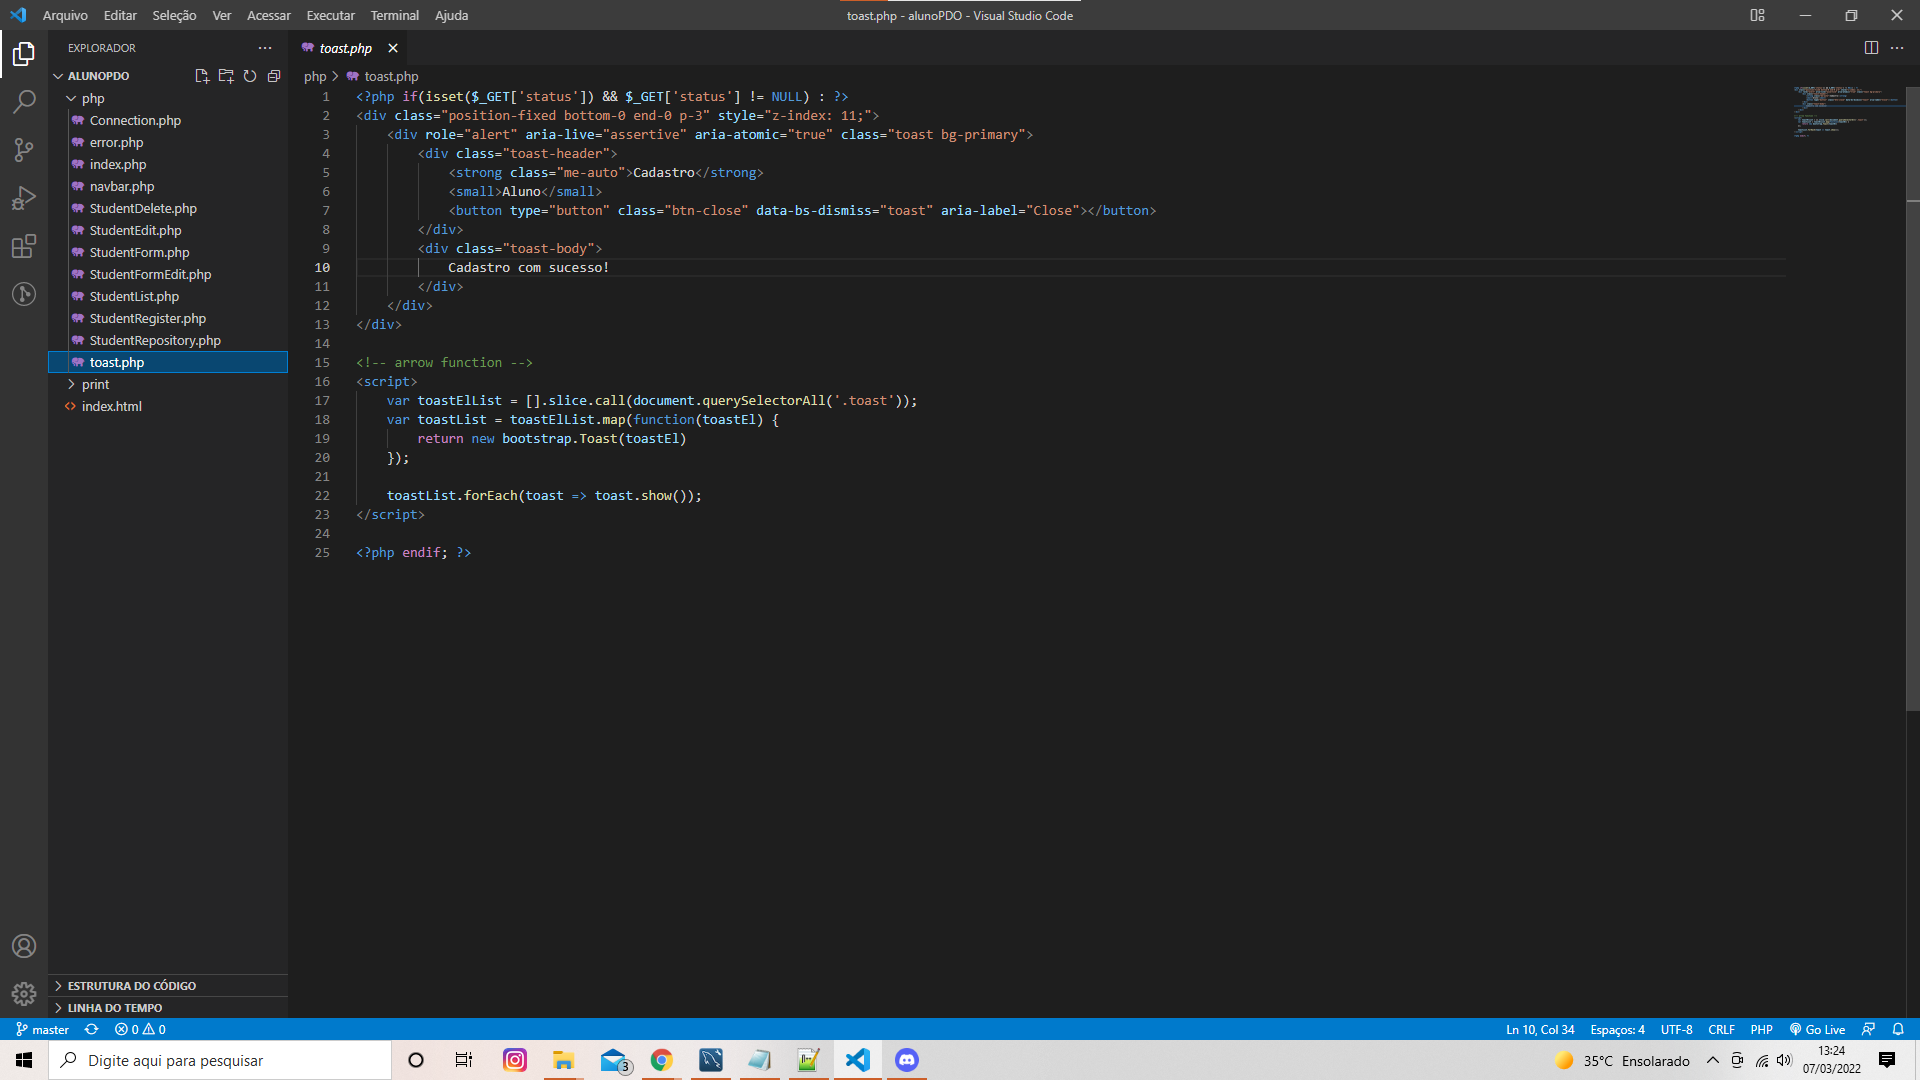 Arquivo Editar Seleção Ver Acessar Executar Terminal Ajuda
toast.php - alunoPDO - Visual Studio Code
EXPLORADOR
ALUNOPDO
php
Connection.php
error.php
index.php
navbar.php
StudentDelete.php
StudentEdit.php
StudentForm.php
StudentFormEdit.php
StudentList.php
StudentRegister.php
StudentRepository.php
toast.php
print
index.html
ESTRUTURA DO CÓDIGO
LINHA DO TEMPO
toast.php
php > toast.php
1 <?php if(isset($_GET['status']) && $_GET['status'] != NULL) : ?>
2 <div class="position-fixed bottom-0 end-0 p-3" style="z-index: 11;">
3 <div role="alert" aria-live="assertive" aria-atomic="true" class="toast bg-primary">
4 <div class="toast-header">
5 <strong class="me-auto">Cadastro</strong>
6 <small>Aluno</small>
7 <button type="button" class="btn-close" data-bs-dismiss="toast" aria-label="Close"></button>
8 </div>
9 <div class="toast-body">
10 Cadastro com sucesso!
11 </div>
12 </div>
13 </div>
14
15 <!-- arrow function -->
16 <script>
17 var toastElList = [].slice.call(document.querySelectorAll('.toast'));
18 var toastList = toastElList.map(function(toastEl) {
19 return new bootstrap.Toast(toastEl)
20 });
21
22 toastList.forEach(toast => toast.show());
23 </script>
24
25 <?php endif; ?>
master 0 0 Ln 10, Col 34 Espaços: 4 UTF-8 CRLF PHP Go Live
Digite aqui para pesquisar
3
35°C Ensolarado
13:24
07/03/2022